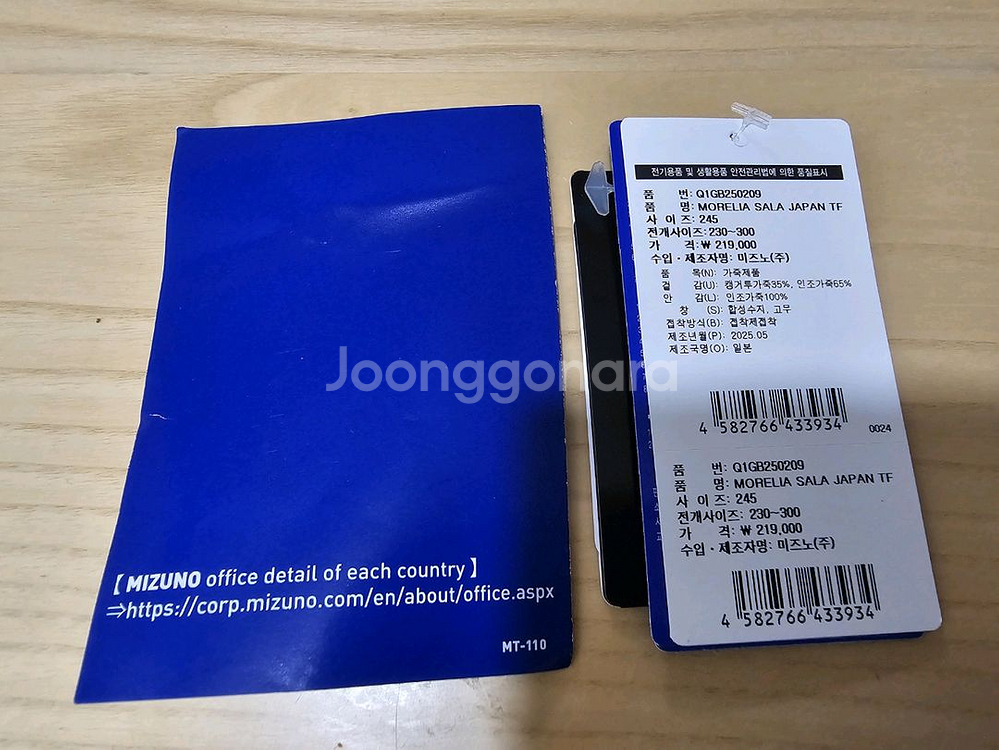 【MIZUNO office detail of each country】
⇒https://corp.mizuno.com/en/about/office.aspx
MT-110
Joonggonara
전기용품 및 생활용품 안전관리법에 의한 품질표시
품 번: Q1GB250209
품 명: MORELIA SALA JAPAN TF
사 이 즈: 245
전개사이즈: 230~300
가 격: ₩ 219,000
수입 · 제조자명: 미즈노(주)
품 목(N): 가죽제품
겉 감(U): 캥거루가죽35%, 인조가죽65%
안 감(L): 인조가죽100%
창 (S): 합성수지, 고무
접착방식(B): 접착제접착
제조년월(P): 2025.05
제조국명(O): 일본
4 582766 433934
0024
품 번: Q1GB250209
품 명: MORELIA SALA JAPAN TF
사 이 즈: 245
전개사이즈: 230~300
가 격: ₩ 219,000
수입 · 제조자명: 미즈노(주)
4 582766 433934